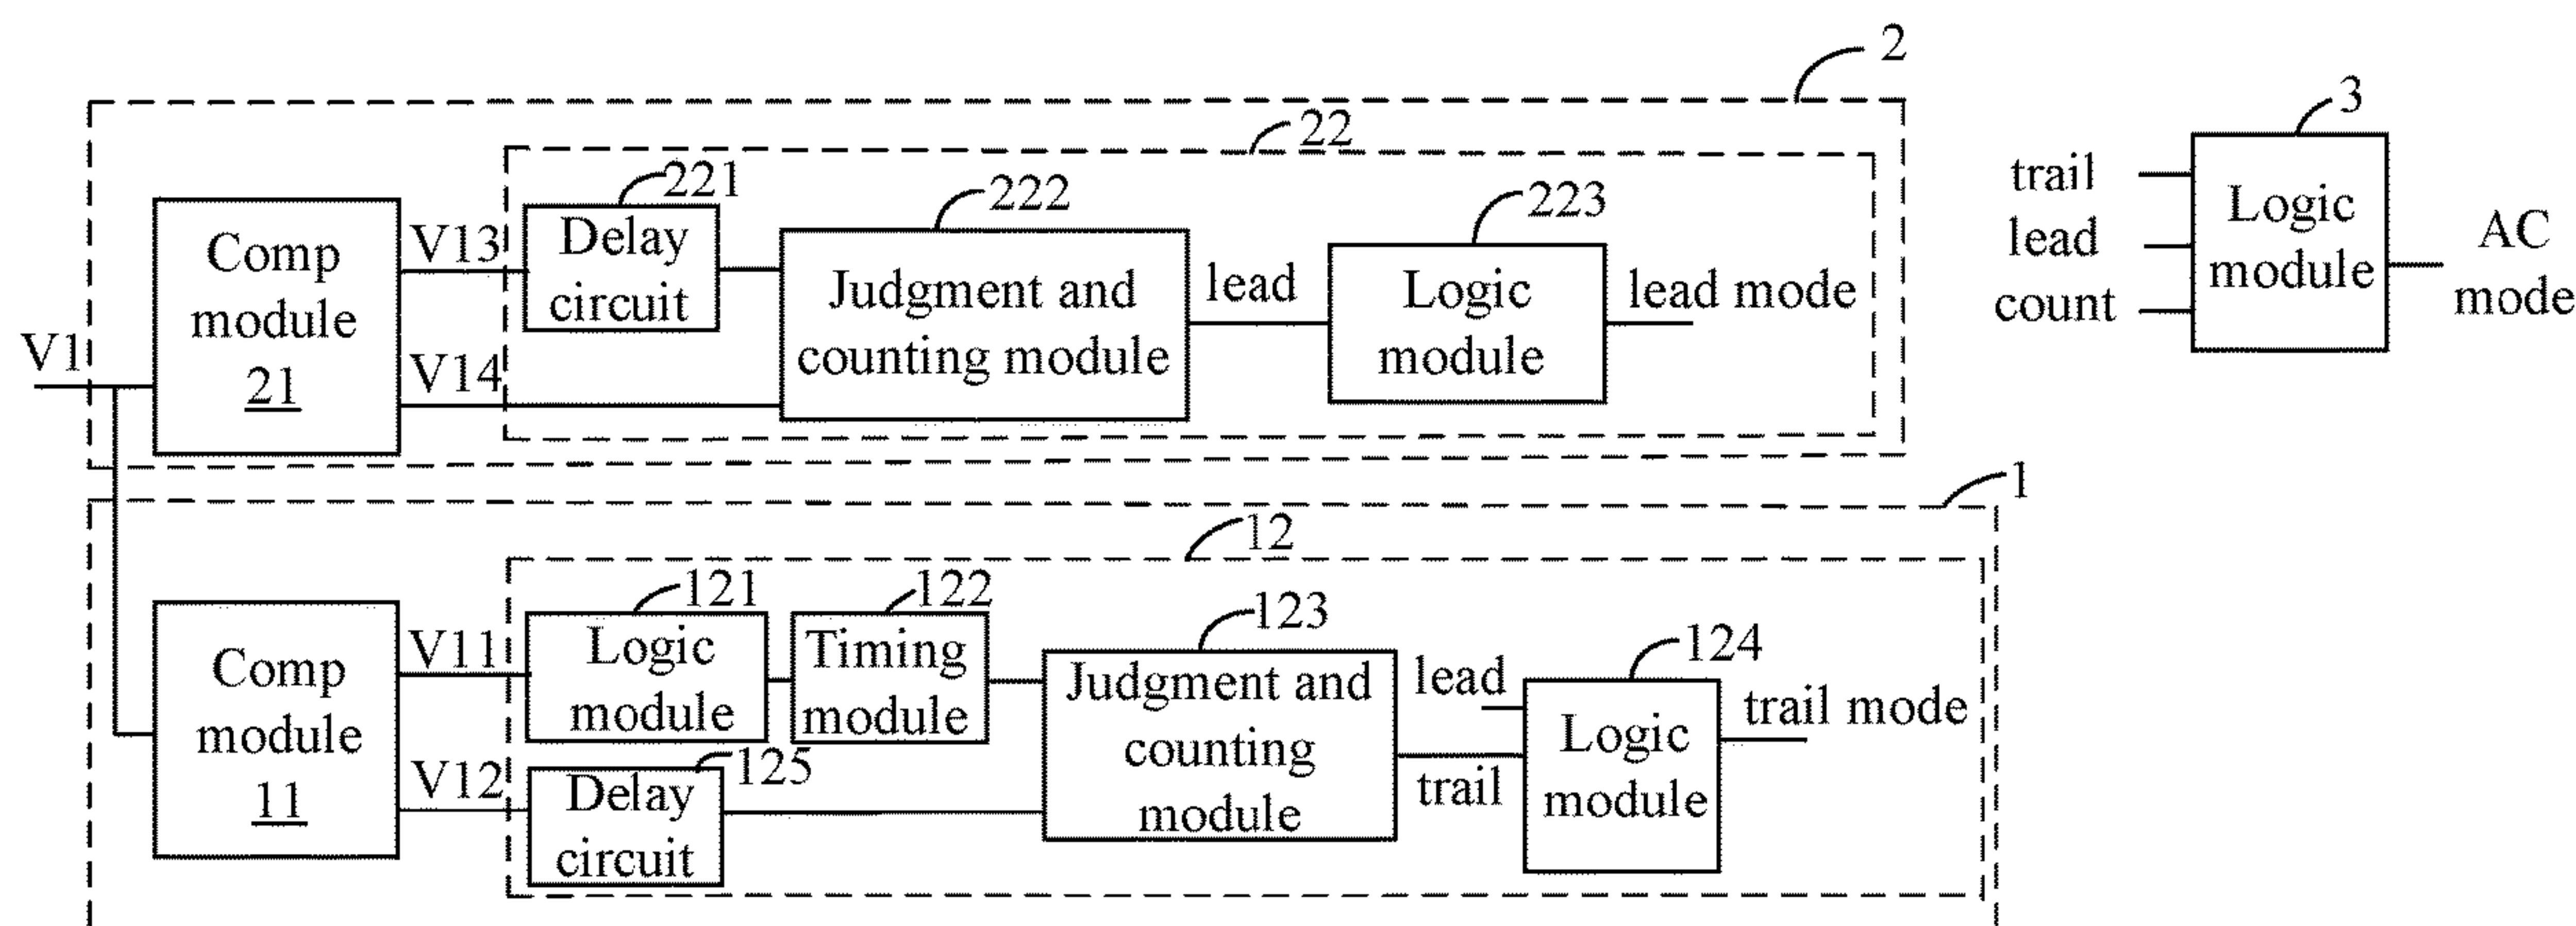 2
3
22
trail
lead
count
Logic
module
AC
mode
V1
Comp
module
21
V13
V14
221
Delay
circuit
222
Judgment and
counting module
lead
223
Logic
module
lead mode
1
12
Comp
module
11
V11
V12
121
Logic
module
122
Timing
module
125
Delay
circuit
123
Judgment and
counting
module
lead
trail
124
Logic
module
trail mode